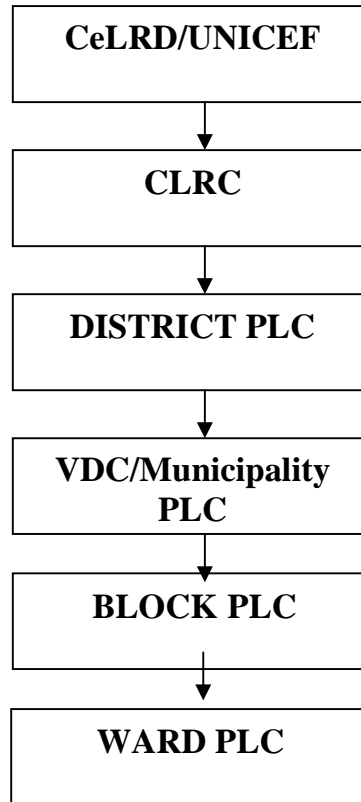 CeLRD/UNICEF
CLRC
DISTRICT PLC
VDC/Municipality
PLC
BLOCK PLC
WARD PLC